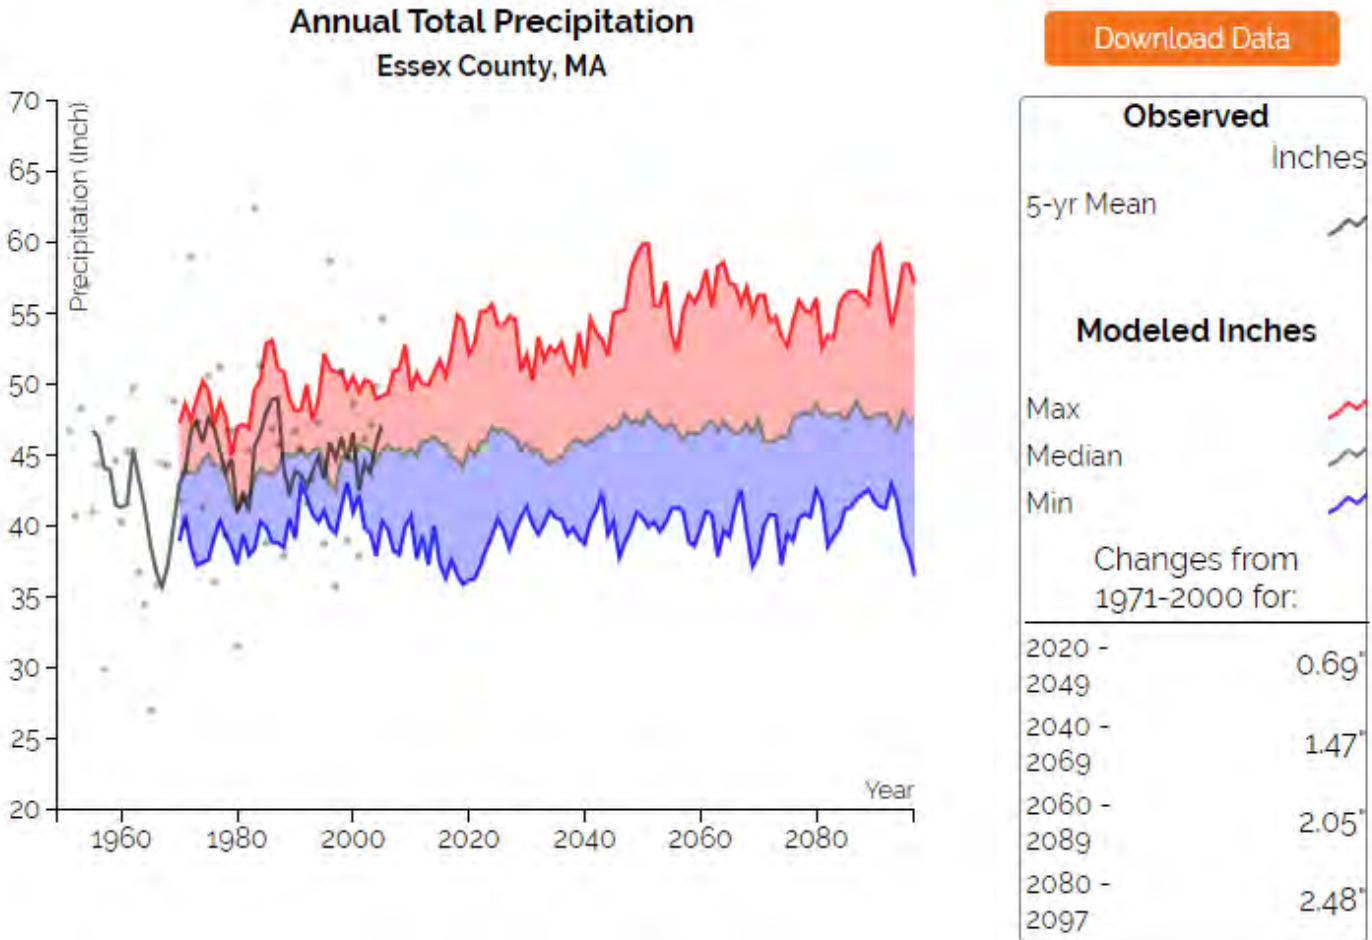 Annual Total Precipitation
Essex County, MA
Download Data
70
65
60
55
50
45
40
35
30
25
20
Precipitation (Inch)
Year
1960 1980 2000 2020 2040 2060 2080
Observed
Inches
5-yr Mean
Modeled Inches
Max
Median
Min
Changes from
1971-2000 for:
2020 -
2049 0.69"
2040 -
2069 1.47"
2060 -
2089 2.05"
2080 -
2097 2.48"